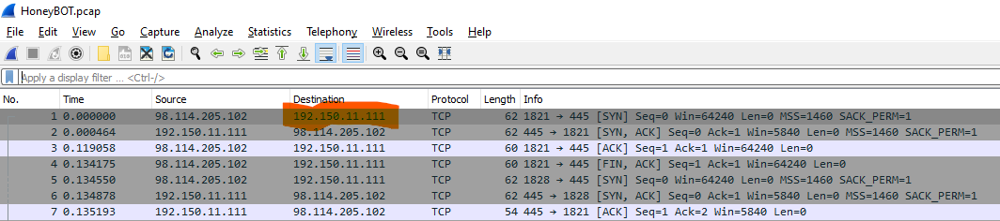 HoneyBOT.pcap
File Edit View Go Capture Analyze Statistics Telephony Wireless Tools Help
Apply a display filter ... <Ctrl-/>
No. Time Source Destination Protocol Length Info
1 0.000000 98.114.205.102 192.150.11.111 TCP 62 1821 → 445 [SYN] Seq=0 Win=64240 Len=0 MSS=1460 SACK_PERM=1
2 0.000464 192.150.11.111 98.114.205.102 TCP 62 445 → 1821 [SYN, ACK] Seq=0 Ack=1 Win=5840 Len=0 MSS=1460 SACK_PERM=1
3 0.119058 98.114.205.102 192.150.11.111 TCP 60 1821 → 445 [ACK] Seq=1 Ack=1 Win=64240 Len=0
4 0.134175 98.114.205.102 192.150.11.111 TCP 60 1821 → 445 [FIN, ACK] Seq=1 Ack=1 Win=64240 Len=0
5 0.134550 98.114.205.102 192.150.11.111 TCP 62 1828 → 445 [SYN] Seq=0 Win=64240 Len=0 MSS=1460 SACK_PERM=1
6 0.134878 192.150.11.111 98.114.205.102 TCP 62 445 → 1828 [SYN, ACK] Seq=0 Ack=1 Win=5840 Len=0 MSS=1460 SACK_PERM=1
7 0.135193 192.150.11.111 98.114.205.102 TCP 54 445 → 1821 [ACK] Seq=1 Ack=2 Win=5840 Len=0